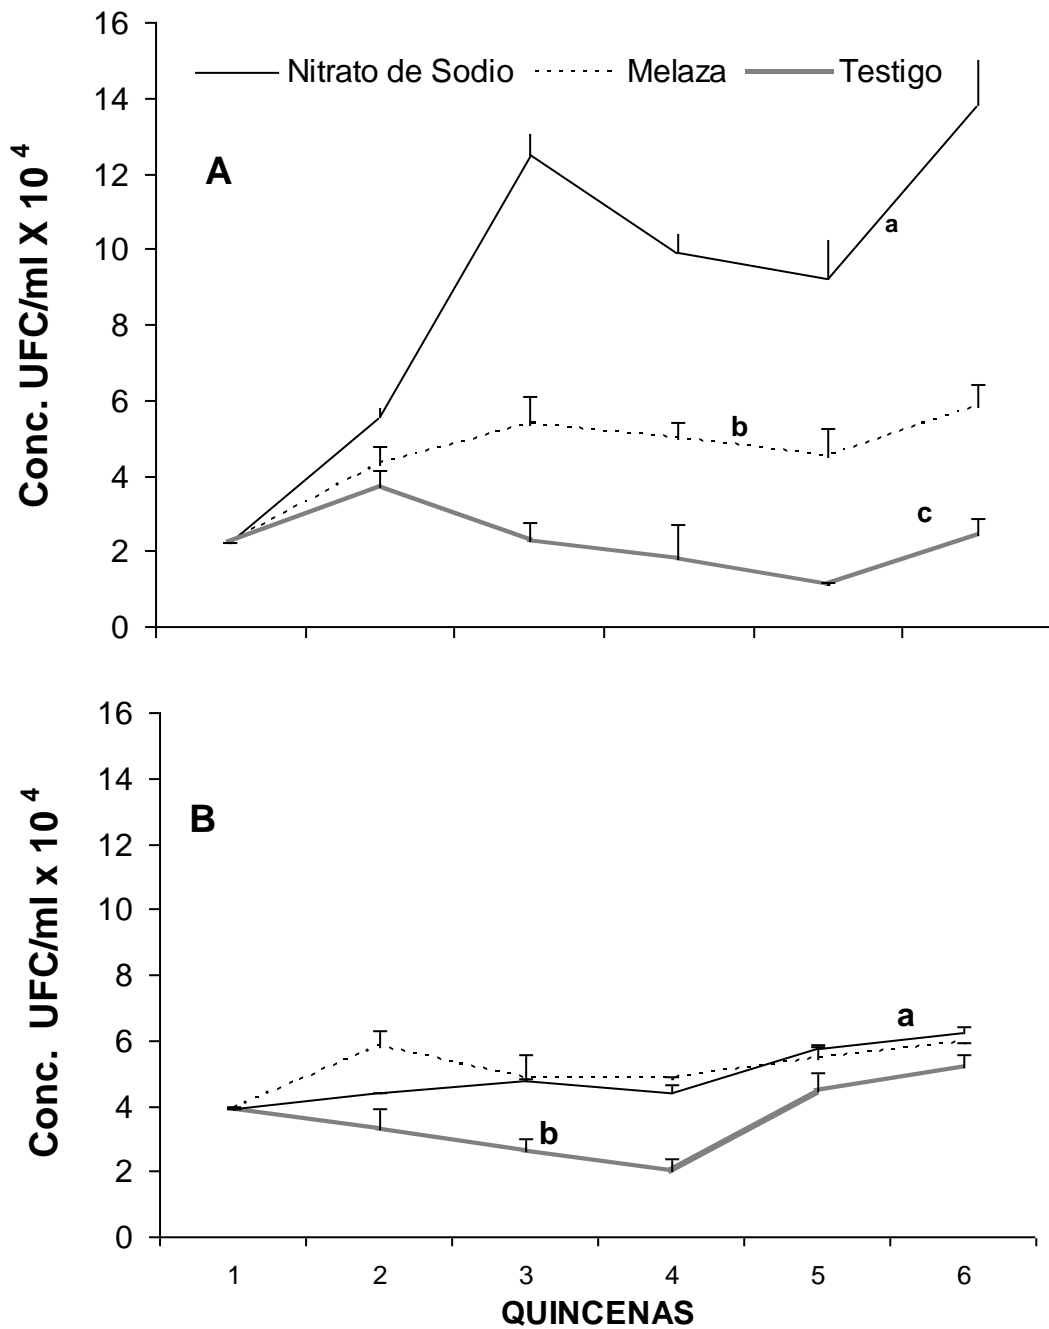 16
Nitrato de Sodio Melaza Testigo
14
12
A
10
a
8
6
b
4
c
2
0
Conc. UFC/ml X 10 4
16
14
B
12
10
8
a
6
4
b
2
0
Conc. UFC/ml x 10 4
1 2 3 4 5 6
QUINCENAS